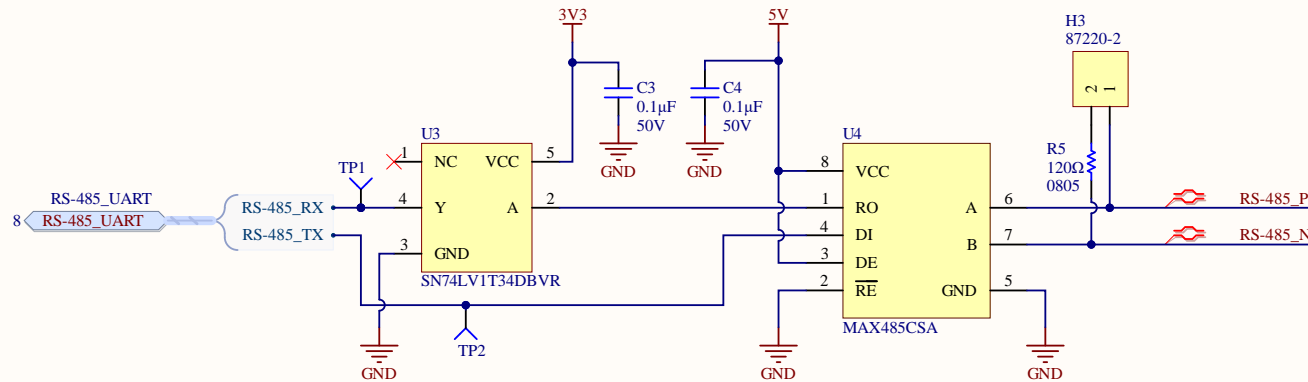 3V3
5V
H3
87220-2
2
1
C3
0.1μF
50V
C4
0.1μF
50V
GND
GND
U3
1
NC
VCC
5
4
Y
A
2
3
GND
SN74LV1T34DBVR
TP1
RS-485_UART
8
RS-485_UART
RS-485_RX
RS-485_TX
TP2
GND
U4
8
VCC
1
RO
A
6
4
DI
B
7
3
DE
2
RE
GND
5
MAX485CSA
R5
120Ω
0805
RS-485_P
RS-485_N
GND
GND